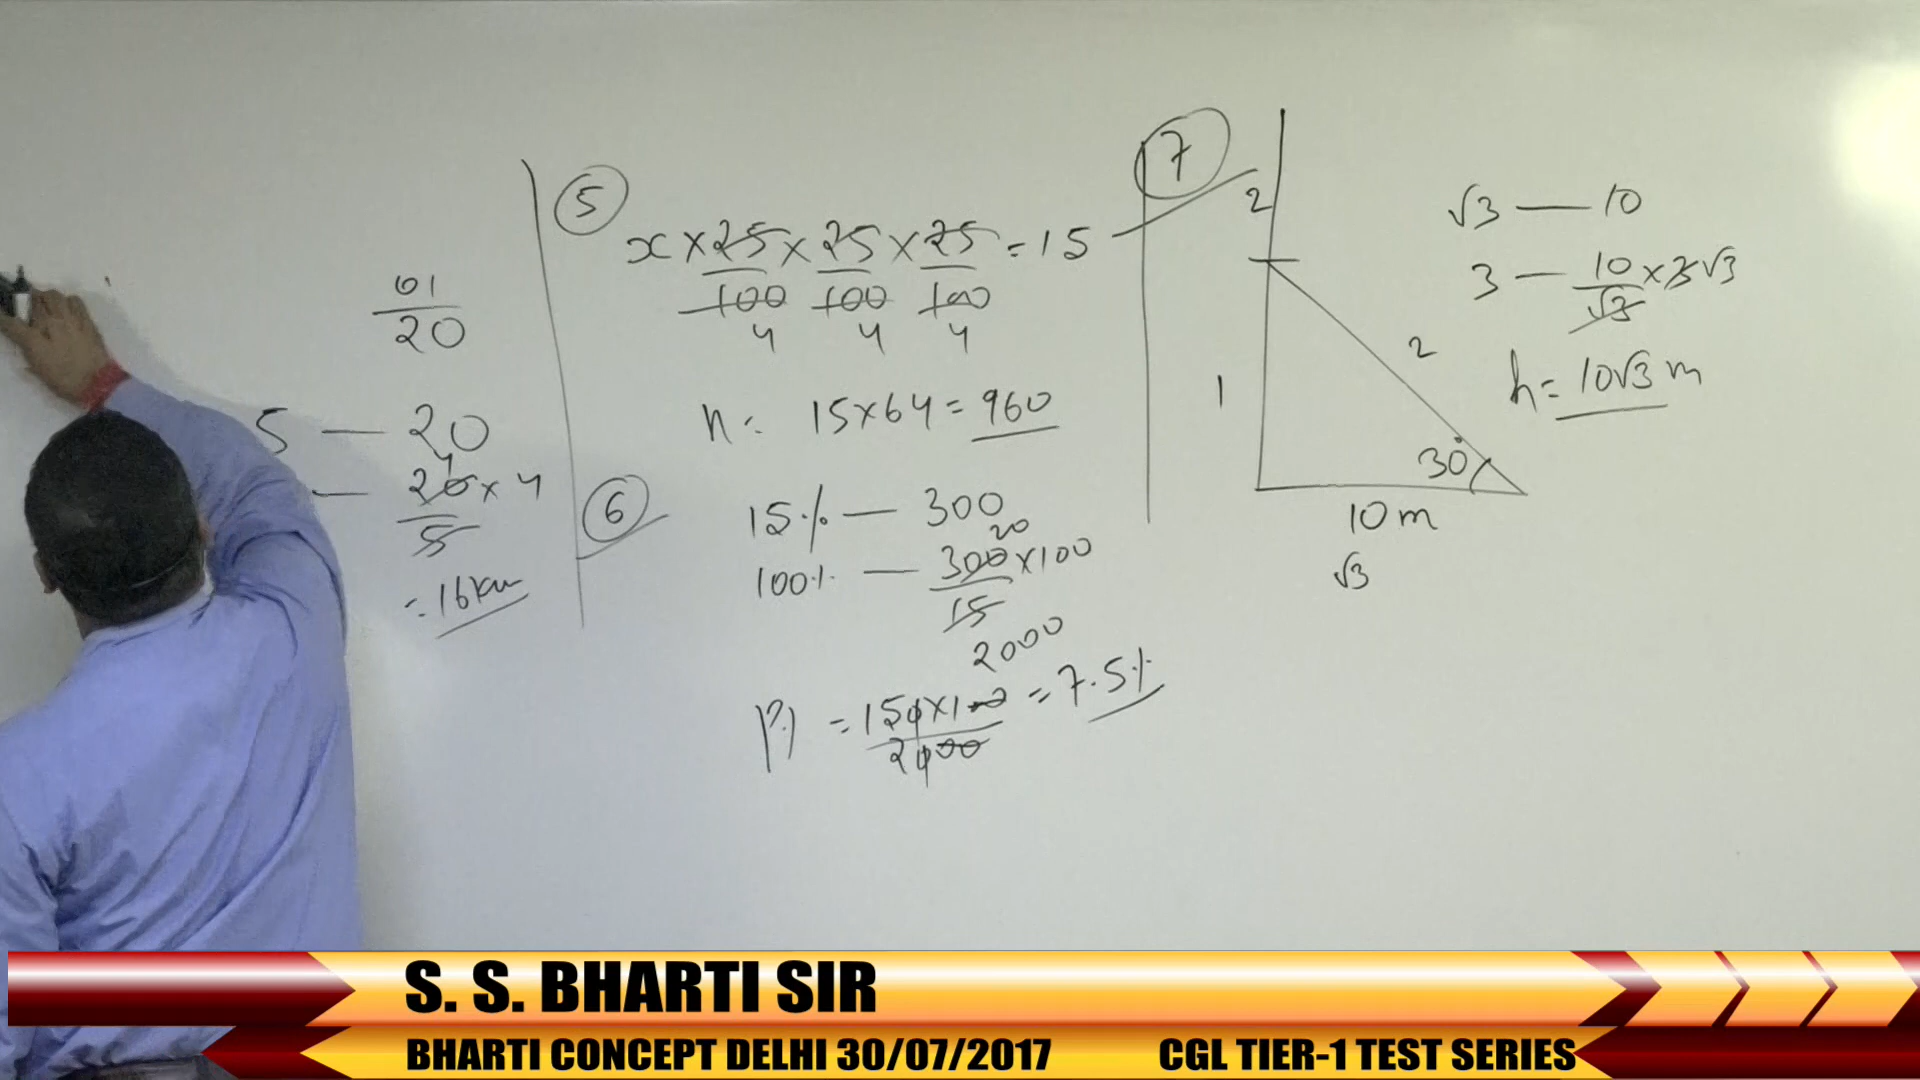 01
20
5 — 20
— 20 × 4
4
5
= 16 km
5
x × 25 × 25 × 25 = 15
100 100 100
4 4 4
n = 15×64 = 960
6
15% — 300
20
100% — 300×100
15
2000
= 150×100 = 7.5%
2000
7
2
1
2
30°
10 m
√3
√3 — 10
3 — 10 × 3 √3
√3
h = 10√3 m
S. S. BHARTI SIR
BHARTI CONCEPT DELHI 30/07/2017 CGL TIER-1 TEST SERIES